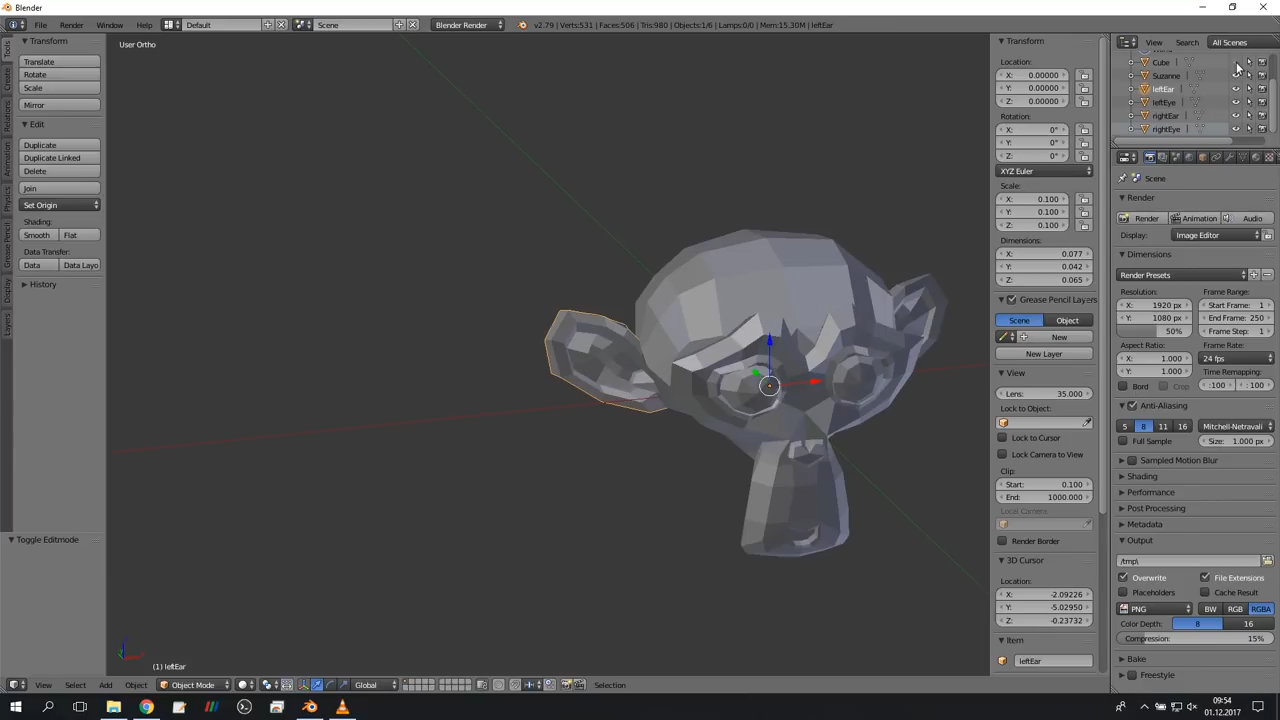 Blender
File Render Window Help Default Scene Blender Render v2.79 | Verts:531 | Faces:506 | Tris:980 | Objects:1/6 | Lamps:0/0 | Mem:15.30M | leftEar
Tools
Create
Relations
Animation
Physics
Grease Pencil
Display
Layers
Transform
Translate
Rotate
Scale
Mirror
Edit
Duplicate
Duplicate Linked
Delete
Join
Set Origin
Shading:
Smooth Flat
Data Transfer:
Data Data Layo
History
Toggle Editmode
User Ortho
(1) leftEar
View Select Add Object Object Mode Global Selection
Transform
Location:
X: 0.00000
Y: 0.00000
Z: 0.00000
Rotation:
X: 0°
Y: 0°
Z: 0°
XYZ Euler
Scale:
X: 0.100
Y: 0.100
Z: 0.100
Dimensions:
X: 0.077
Y: 0.042
Z: 0.065
Grease Pencil Layers
Scene Object
New
New Layer
View
Lens: 35.000
Lock to Object:
Lock to Cursor
Lock Camera to View
Clip:
Start: 0.100
End: 1000.000
Local Camera:
Render Border
3D Cursor
Location:
X: -2.09226
Y: -5.02950
Z: -0.23732
Item
leftEar
View Search All Scenes
World
Cube
Suzanne
leftEar
leftEye
rightEar
rightEye
Scene
Render
Render Animation Audio
Display: Image Editor
Dimensions
Render Presets
Resolution: Frame Range:
X: 1920 px Start Frame: 1
Y: 1080 px End Frame: 250
50% Frame Step: 1
Aspect Ratio: Frame Rate:
X: 1.000 24 fps
Y: 1.000 Time Remapping:
Bord Crop :100 :100
Anti-Aliasing
5 8 11 16 Mitchell-Netravali
Full Sample Size: 1.000 px
Sampled Motion Blur
Shading
Performance
Post Processing
Metadata
Output
/tmp\
Overwrite File Extensions
Placeholders Cache Result
PNG BW RGB RGBA
Color Depth: 8 16
Compression: 15%
Bake
Freestyle
09:54
01.12.2017